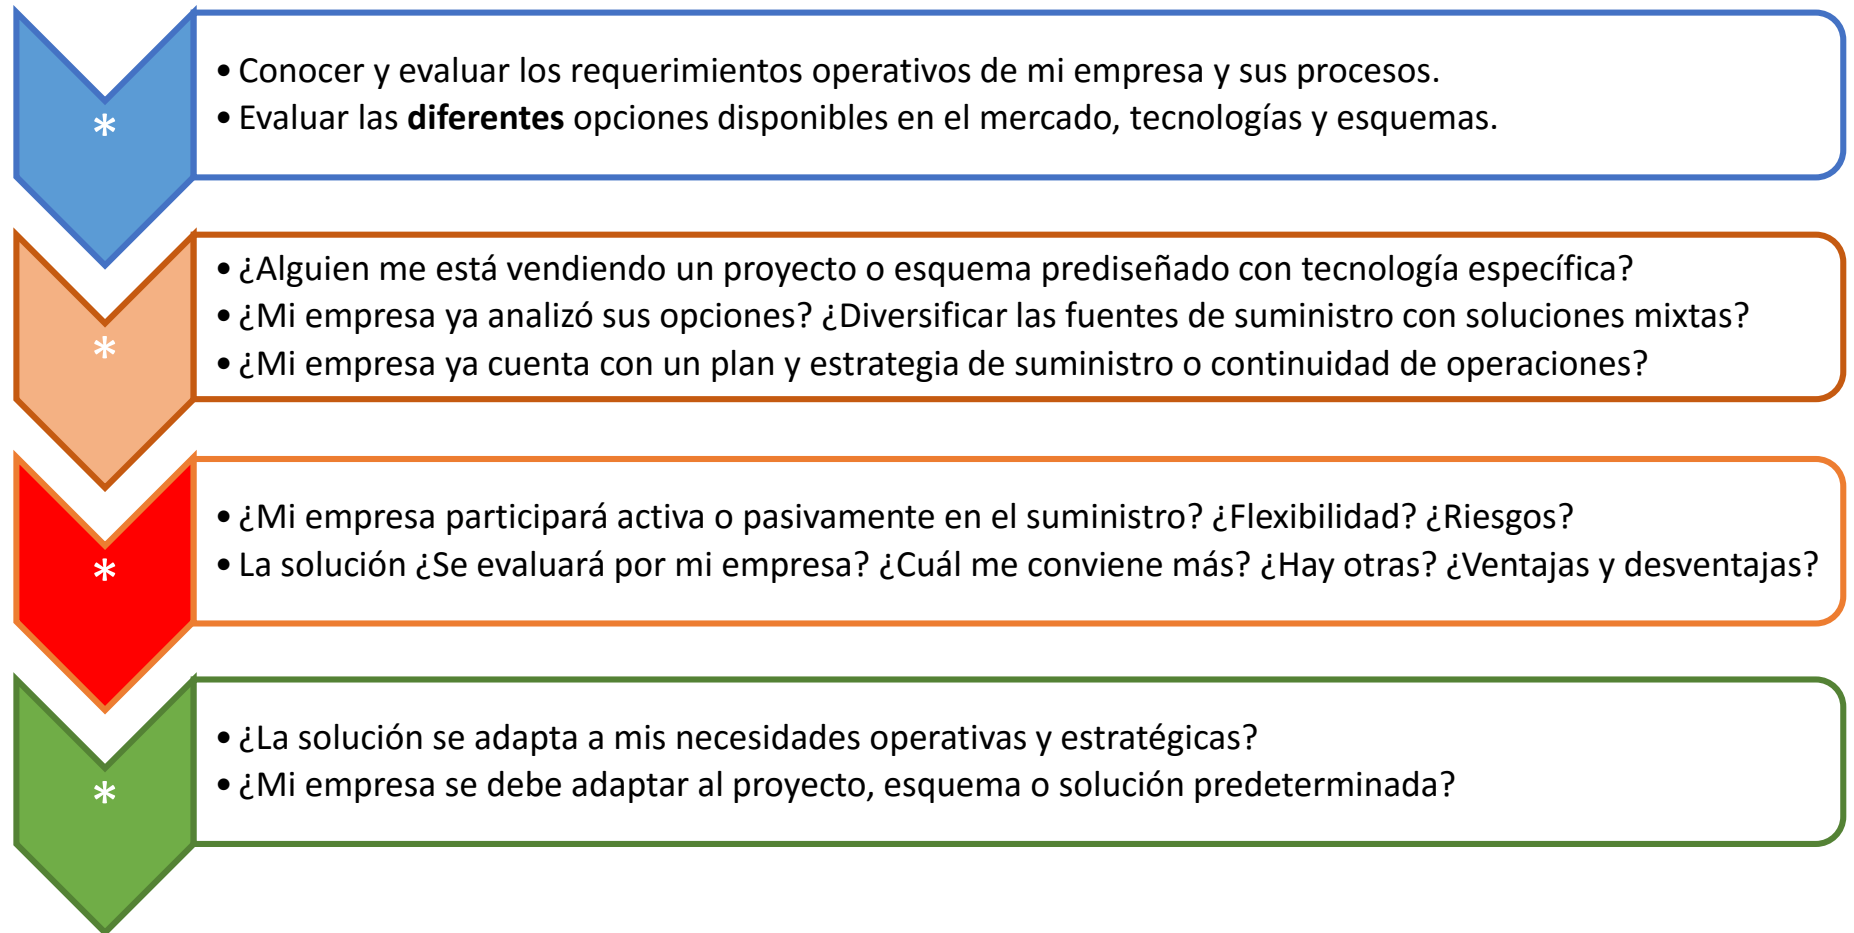 *
• Conocer y evaluar los requerimientos operativos de mi empresa y sus procesos.
• Evaluar las diferentes opciones disponibles en el mercado, tecnologías y esquemas.
*
• ¿Alguien me está vendiendo un proyecto o esquema prediseñado con tecnología específica?
• ¿Mi empresa ya analizó sus opciones? ¿Diversificar las fuentes de suministro con soluciones mixtas?
• ¿Mi empresa ya cuenta con un plan y estrategia de suministro o continuidad de operaciones?
*
• ¿Mi empresa participará activa o pasivamente en el suministro? ¿Flexibilidad? ¿Riesgos?
• La solución ¿Se evaluará por mi empresa? ¿Cuál me conviene más? ¿Hay otras? ¿Ventajas y desventajas?
*
• ¿La solución se adapta a mis necesidades operativas y estratégicas?
• ¿Mi empresa se debe adaptar al proyecto, esquema o solución predeterminada?